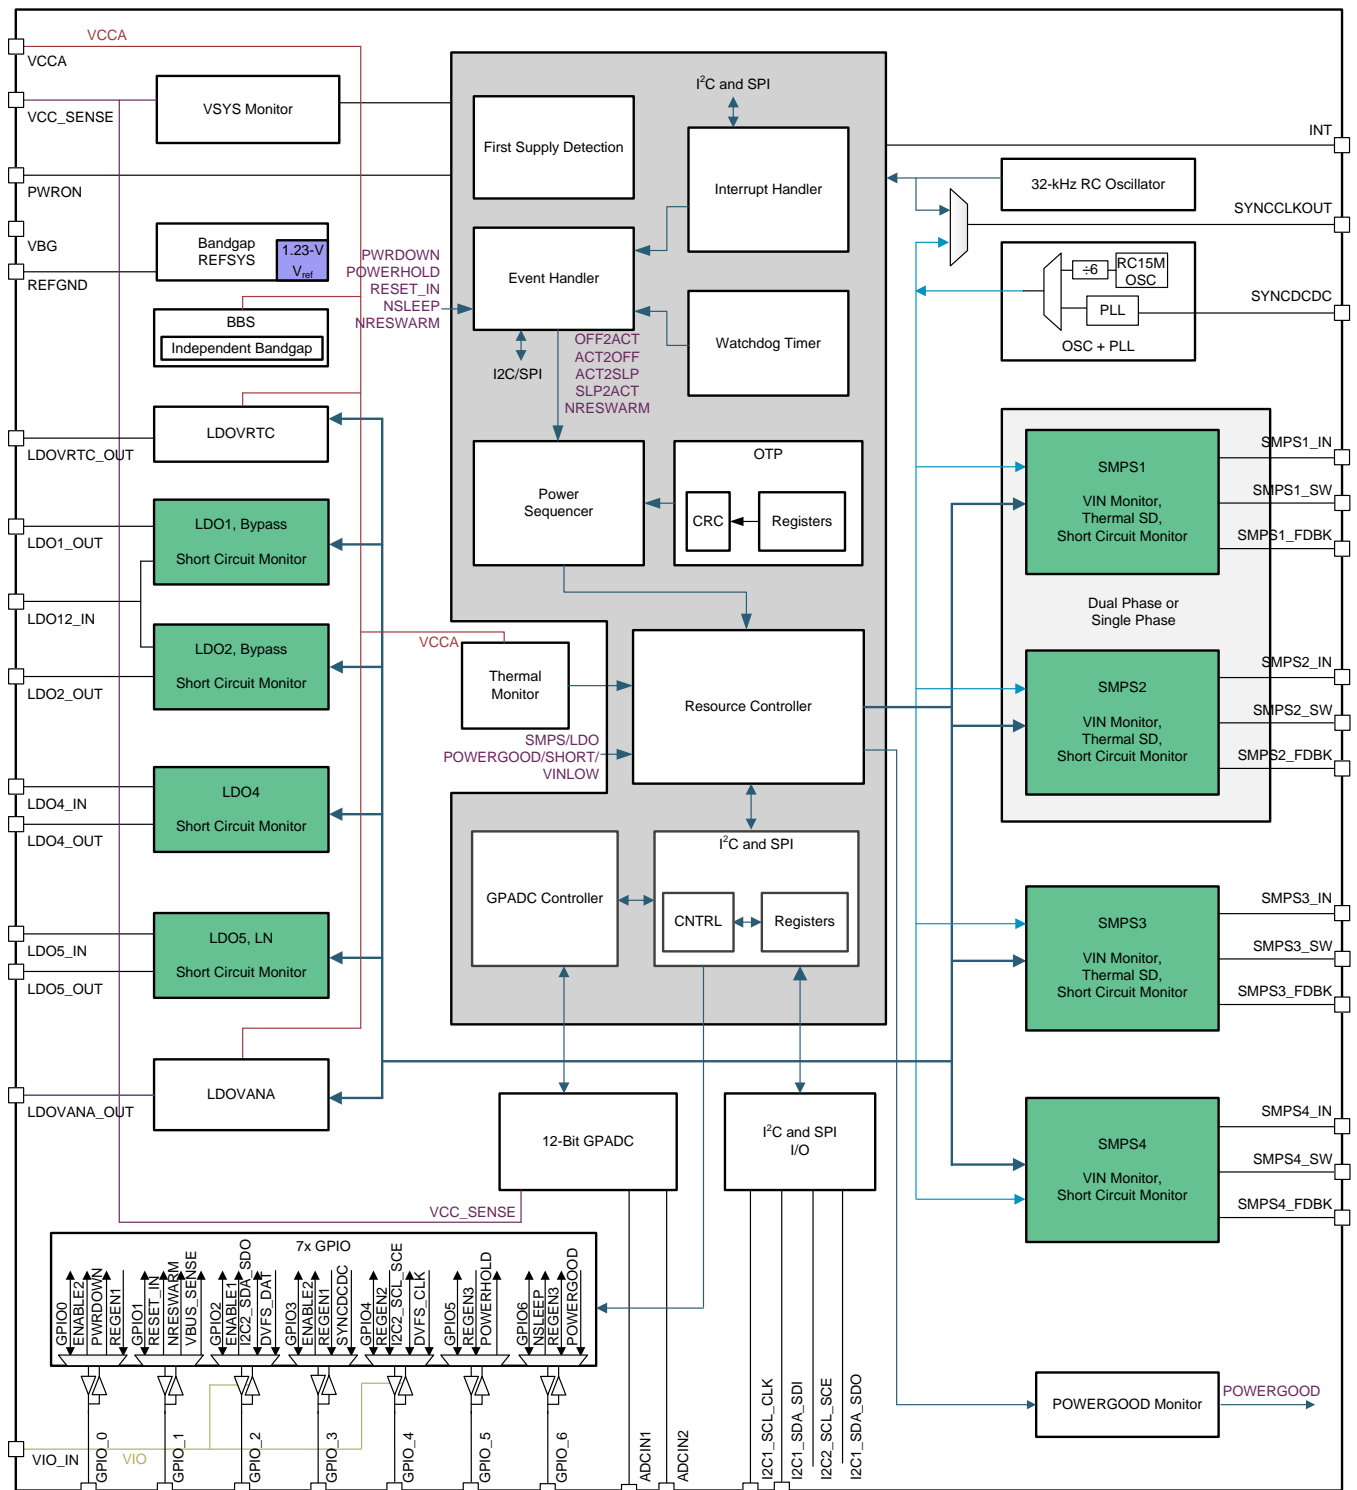 VCCA
VCCA
VCC_SENSE
VSYS Monitor
PWRON
VBG
REFGND
Bandgap
REFSYS
1.23-V
Vref
BBS
Independent Bandgap
LDOVRTC
LDOVRTC_OUT
LDO1, Bypass
Short Circuit Monitor
LDO1_OUT
LDO12_IN
LDO2, Bypass
Short Circuit Monitor
LDO2_OUT
LDO4
Short Circuit Monitor
LDO4_IN
LDO4_OUT
LDO5, LN
Short Circuit Monitor
LDO5_IN
LDO5_OUT
LDOVANA
LDOVANA_OUT
I2C and SPI
First Supply Detection
Interrupt Handler
PWRDOWN
POWERHOLD
RESET_IN
NSLEEP
NRESWARM
Event Handler
I2C/SPI
OFF2ACT
ACT2OFF
ACT2SLP
SLP2ACT
NRESWARM
Watchdog Timer
Power
Sequencer
OTP
CRC
Registers
VCCA
Thermal
Monitor
SMPS/LDO
POWERGOOD/SHORT/
VINLOW
Resource Controller
GPADC Controller
I2C and SPI
CNTRL
Registers
12-Bit GPADC
VCC_SENSE
I2C and SPI
I/O
INT
32-kHz RC Oscillator
SYNCCLKOUT
÷6
RC15M
OSC
PLL
OSC + PLL
SYNCDCDC
SMPS1
VIN Monitor,
Thermal SD,
Short Circuit Monitor
SMPS1_IN
SMPS1_SW
SMPS1_FDBK
Dual Phase or
Single Phase
SMPS2
VIN Monitor,
Thermal SD,
Short Circuit Monitor
SMPS2_IN
SMPS2_SW
SMPS2_FDBK
SMPS3
VIN Monitor,
Thermal SD,
Short Circuit Monitor
SMPS3_IN
SMPS3_SW
SMPS3_FDBK
SMPS4
VIN Monitor,
Short Circuit Monitor
SMPS4_IN
SMPS4_SW
SMPS4_FDBK
7x GPIO
GPIO0
ENABLE2
PWRDOWN
REGEN1
GPIO1
RESET_IN
NRESWARM
VBUS_SENSE
GPIO2
ENABLE1
I2C2_SDA_SDO
DVFS_DAT
GPIO3
ENABLE2
REGEN1
SYNCDCDC
GPIO4
REGEN2
I2C2_SCL_SCE
DVFS_CLK
GPIO5
REGEN3
POWERHOLD
GPIO6
NSLEEP
REGEN3
POWERGOOD
VIO_IN
VIO
GPIO_0
GPIO_1
GPIO_2
GPIO_3
GPIO_4
GPIO_5
GPIO_6
ADCIN1
ADCIN2
I2C1_SCL_CLK
I2C1_SDA_SDI
I2C2_SCL_SCE
I2C1_SDA_SDO
POWERGOOD Monitor
POWERGOOD